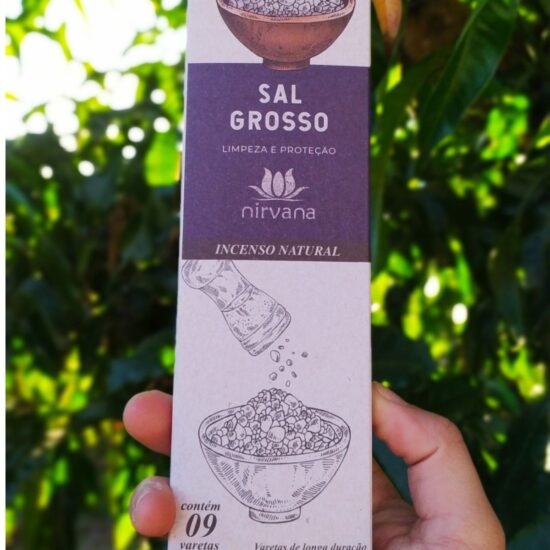 SAL
GROSSO
LIMPEZA E PROTEÇÃO
nirvana
INCENSO NATURAL
contém
09
varetas
Varetas de longa duração